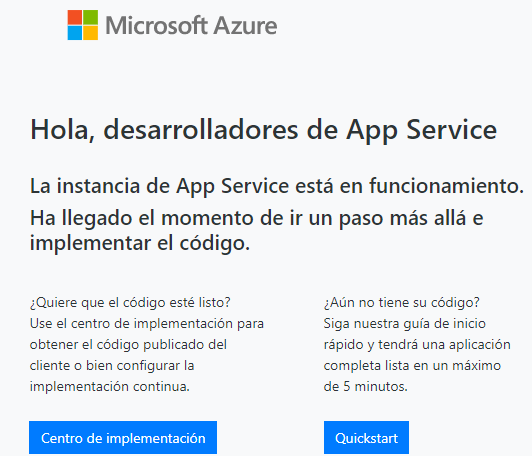 Microsoft Azure
Hola, desarrolladores de App Service
La instancia de App Service está en funcionamiento.
Ha llegado el momento de ir un paso más allá e
implementar el código.
¿Quiere que el código esté listo?
Use el centro de implementación para
obtener el código publicado del
cliente o bien configurar la
implementación continua.
Centro de implementación
¿Aún no tiene su código?
Siga nuestra guía de inicio
rápido y tendrá una aplicación
completa lista en un máximo
de 5 minutos.
Quickstart